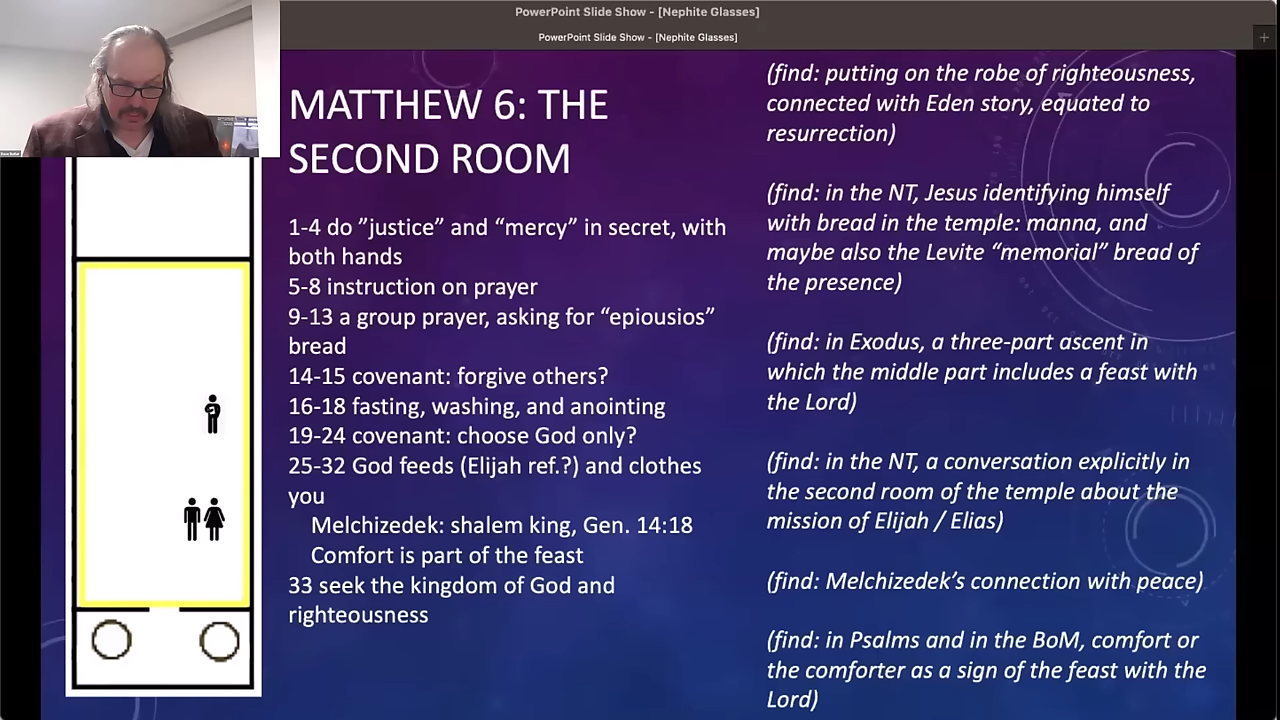 PowerPoint Slide Show - [Nephite Glasses]
PowerPoint Slide Show - [Nephite Glasses]
MATTHEW 6: THE
SECOND ROOM
1-4 do ”justice” and “mercy” in secret, with
both hands
5-8 instruction on prayer
9-13 a group prayer, asking for “epiousios”
bread
14-15 covenant: forgive others?
16-18 fasting, washing, and anointing
19-24 covenant: choose God only?
25-32 God feeds (Elijah ref.?) and clothes
you
Melchizedek: shalem king, Gen. 14:18
Comfort is part of the feast
33 seek the kingdom of God and
righteousness
(find: putting on the robe of righteousness,
connected with Eden story, equated to
resurrection)
(find: in the NT, Jesus identifying himself
with bread in the temple: manna, and
maybe also the Levite “memorial” bread of
the presence)
(find: in Exodus, a three-part ascent in
which the middle part includes a feast with
the Lord)
(find: in the NT, a conversation explicitly in
the second room of the temple about the
mission of Elijah / Elias)
(find: Melchizedek’s connection with peace)
(find: in Psalms and in the BoM, comfort or
the comforter as a sign of the feast with the
Lord)